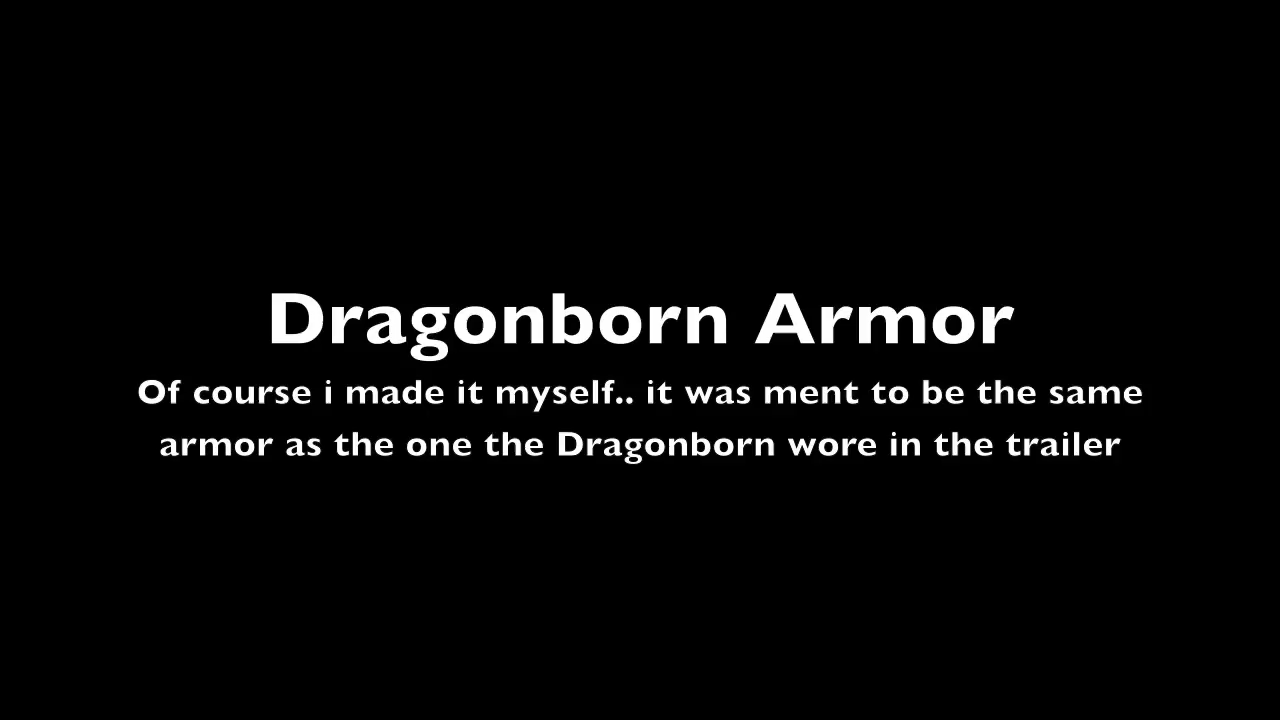 Dragonborn Armor
Of course i made it myself.. it was ment to be the same
armor as the one the Dragonborn wore in the trailer